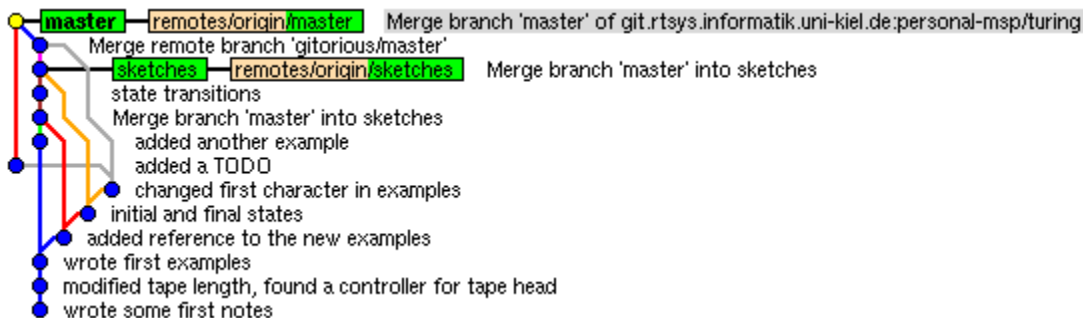 master remotes/origin/master Merge branch 'master' of git.rtsys.informatik.uni-kiel.de:personal-msp/turing
Merge remote branch 'gitorious/master'
sketches remotes/origin/sketches Merge branch 'master' into sketches
state transitions
Merge branch 'master' into sketches
added another example
added a TODO
changed first character in examples
initial and final states
added reference to the new examples
wrote first examples
modified tape length, found a controller for tape head
wrote some first notes